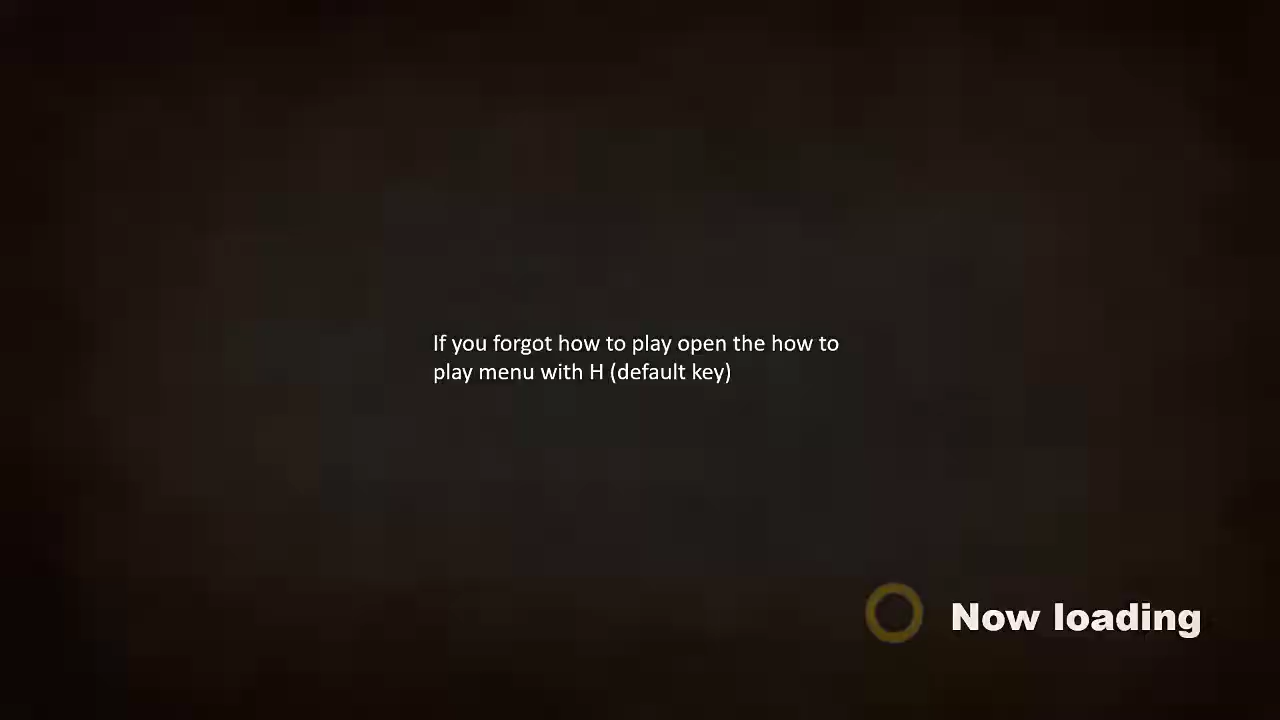 If you forgot how to play open the how to
play menu with H (default key)
Now loading